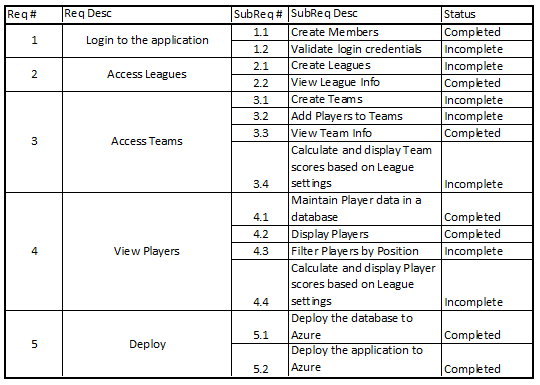 Req # Req Desc SubReq # SubReq Desc Status
1 Login to the application 1.1 Create Members Completed
1.2 Validate login credentials Incomplete
2 Access Leagues 2.1 Create Leagues Incomplete
2.2 View League Info Completed
3 Access Teams 3.1 Create Teams Incomplete
3.2 Add Players to Teams Incomplete
3.3 View Team Info Completed
Calculate and display Team
scores based on League
3.4 settings Incomplete
4 View Players Maintain Player data in a
4.1 database Completed
4.2 Display Players Completed
4.3 Filter Players by Position Incomplete
Calculate and display Player
scores based on League
4.4 settings Incomplete
5 Deploy Deploy the database to
5.1 Azure Completed
Deploy the application to
5.2 Azure Completed